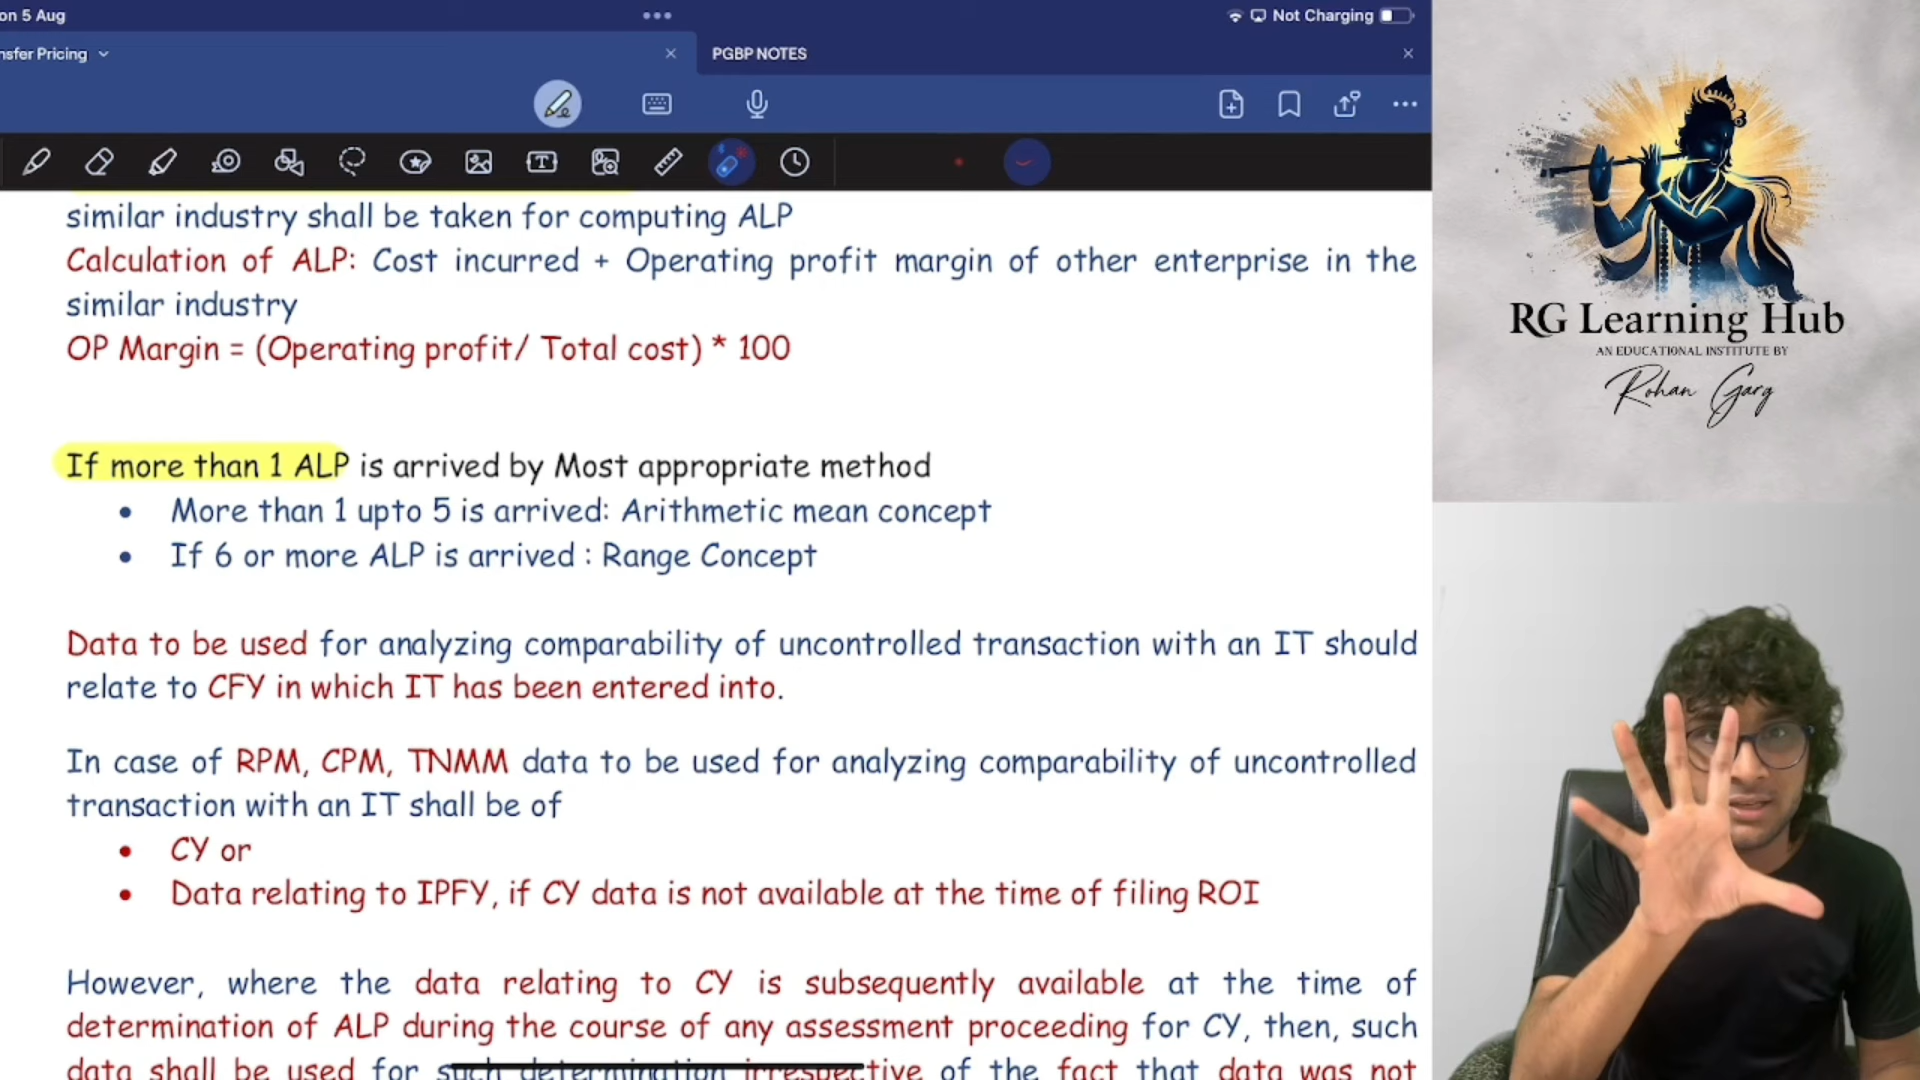 on 5 Aug
Not Charging
nsfer Pricing
PGBP NOTES
similar industry shall be taken for computing ALP
Calculation of ALP: Cost incurred + Operating profit margin of other enterprise in the
similar industry
OP Margin = (Operating profit/ Total cost) * 100
If more than 1 ALP is arrived by Most appropriate method
• More than 1 upto 5 is arrived: Arithmetic mean concept
• If 6 or more ALP is arrived : Range Concept
Data to be used for analyzing comparability of uncontrolled transaction with an IT should
relate to CFY in which IT has been entered into.
In case of RPM, CPM, TNMM data to be used for analyzing comparability of uncontrolled
transaction with an IT shall be of
• CY or
• Data relating to IPFY, if CY data is not available at the time of filing ROI
However, where the data relating to CY is subsequently available at the time of
determination of ALP during the course of any assessment proceeding for CY, then, such
data shall be used for such determination irrespective of the fact that data was not
RG Learning Hub
AN EDUCATIONAL INSTITUTE BY
Rohan Garg